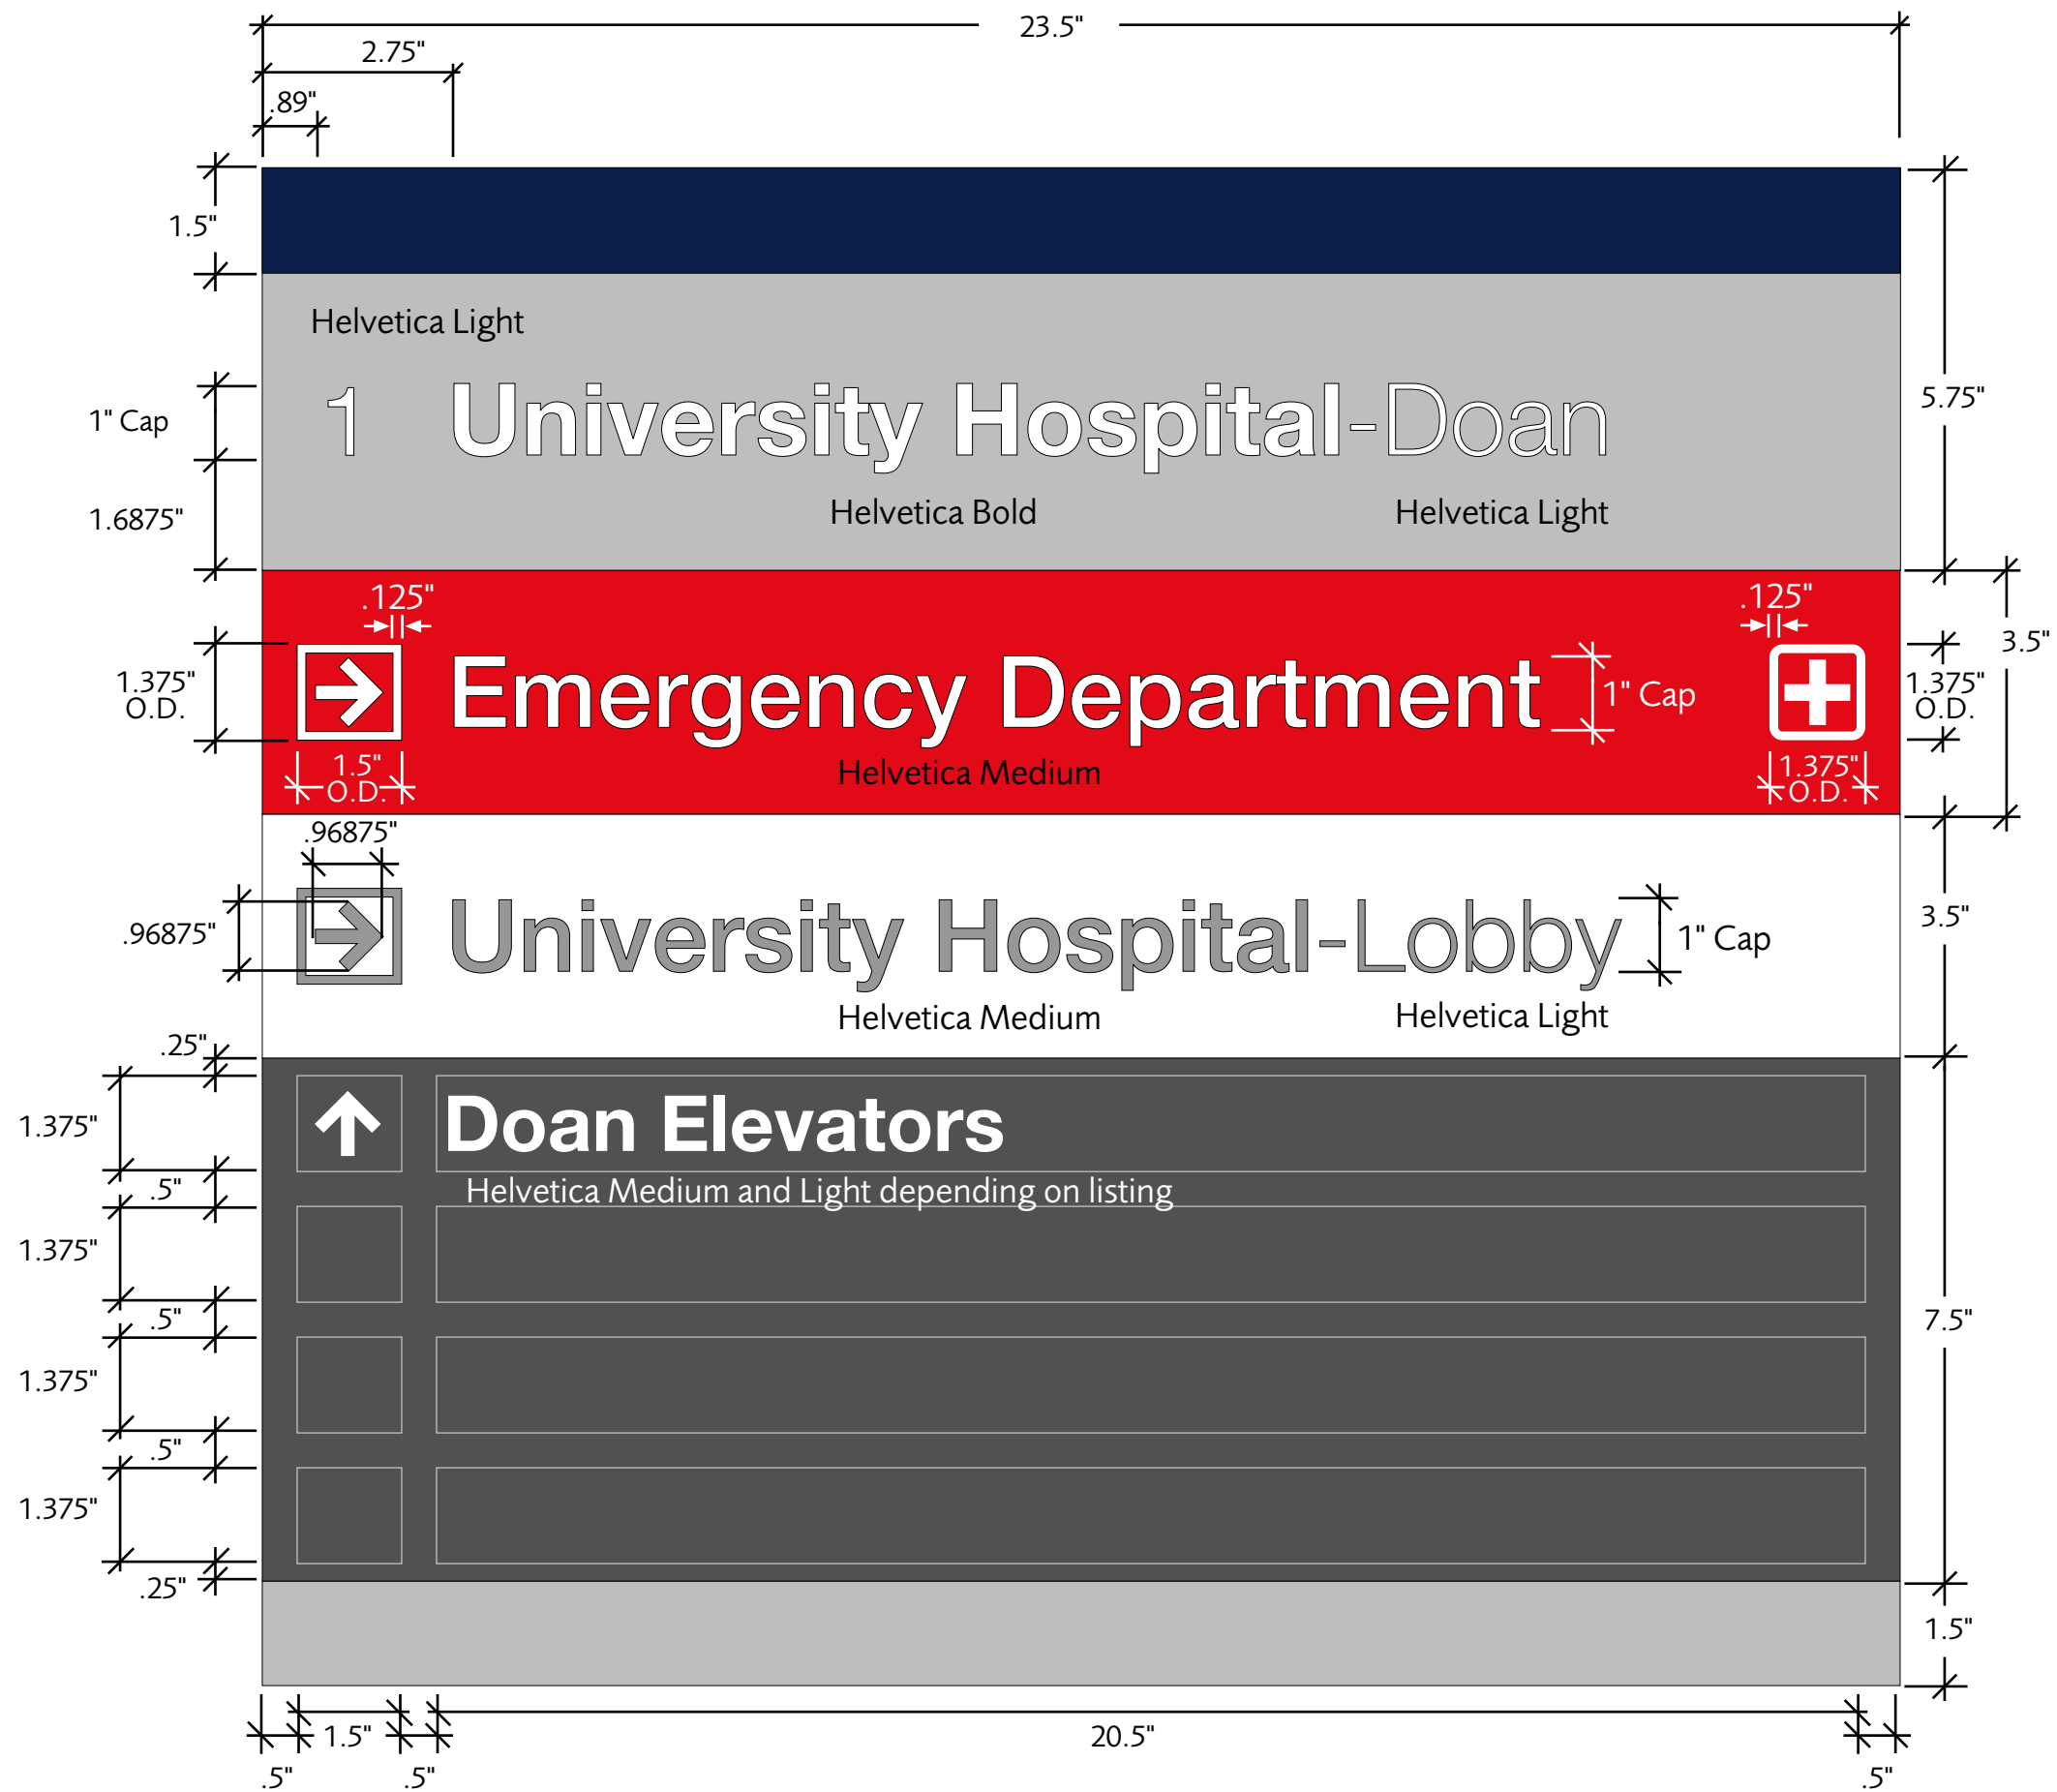 23.5"
2.75"
.89"
1.5"
Helvetica Light
1" Cap
1 University Hospital-Doan
5.75"
1.6875"
Helvetica Bold
Helvetica Light
.125"
.125"
3.5"
1.375"
O.D.
Emergency Department
1" Cap
1.375"
O.D.
1.5"
O.D.
Helvetica Medium
1.375"
O.D.
.96875"
.96875"
University Hospital-Lobby
1" Cap
3.5"
Helvetica Medium
Helvetica Light
.25"
1.375"
Doan Elevators
.5"
Helvetica Medium and Light depending on listing
1.375"
.5"
7.5"
1.375"
.5"
1.375"
.25"
1.5"
1.5"
20.5"
.5"
.5"
.5"